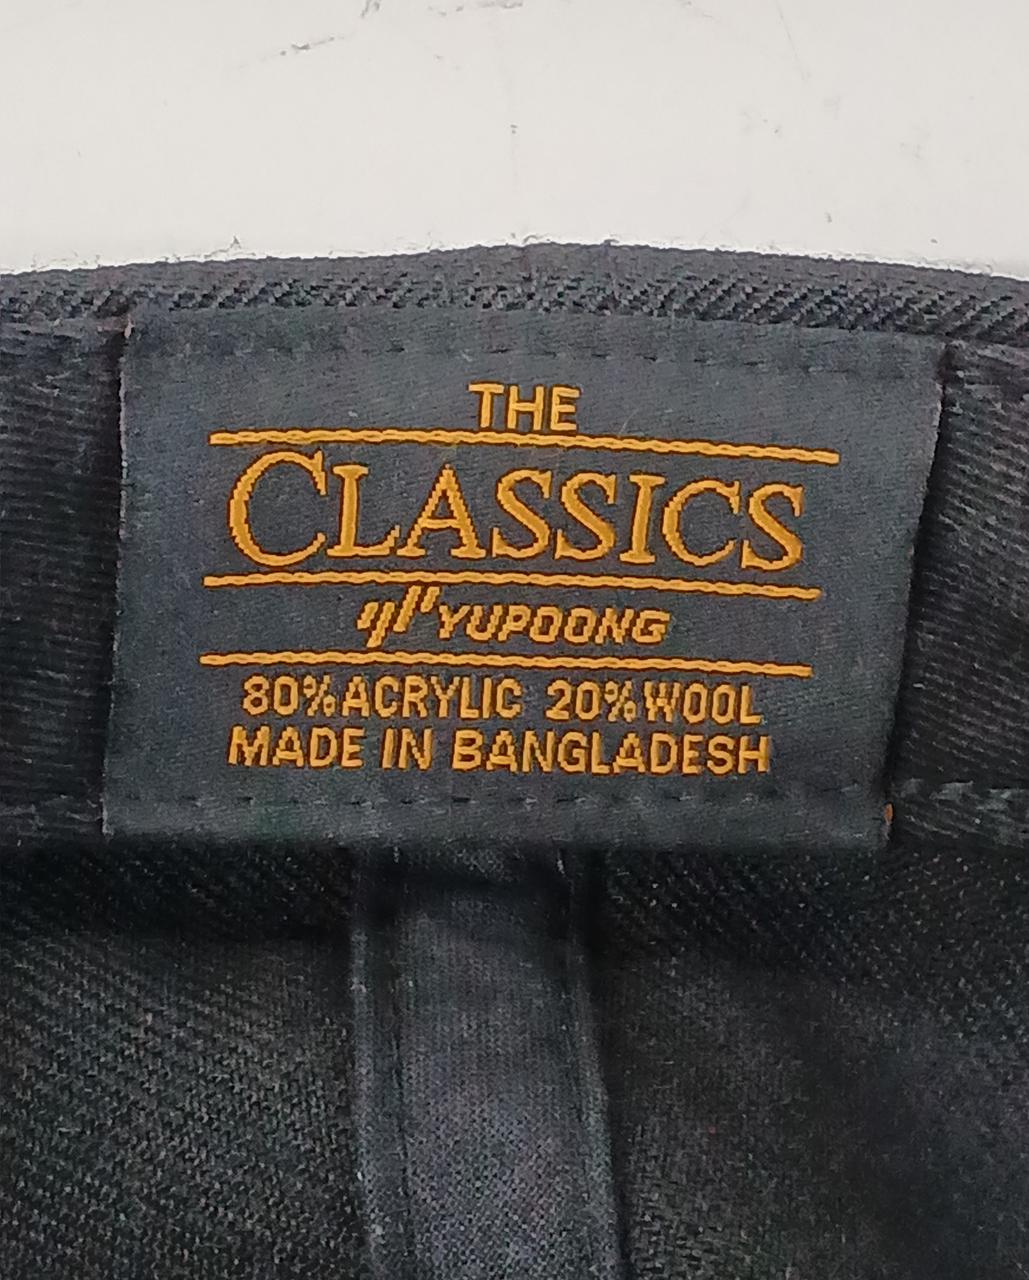 THE
CLASSICS
YUPOONG
80% ACRYLIC 20% WOOL
MADE IN BANGLADESH